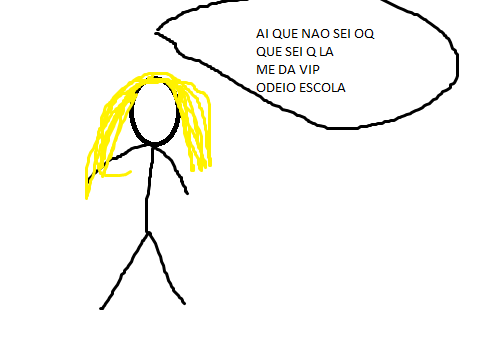 AI QUE NAO SEI OQ
QUE SEI Q LA
ME DA VIP
ODEIO ESCOLA